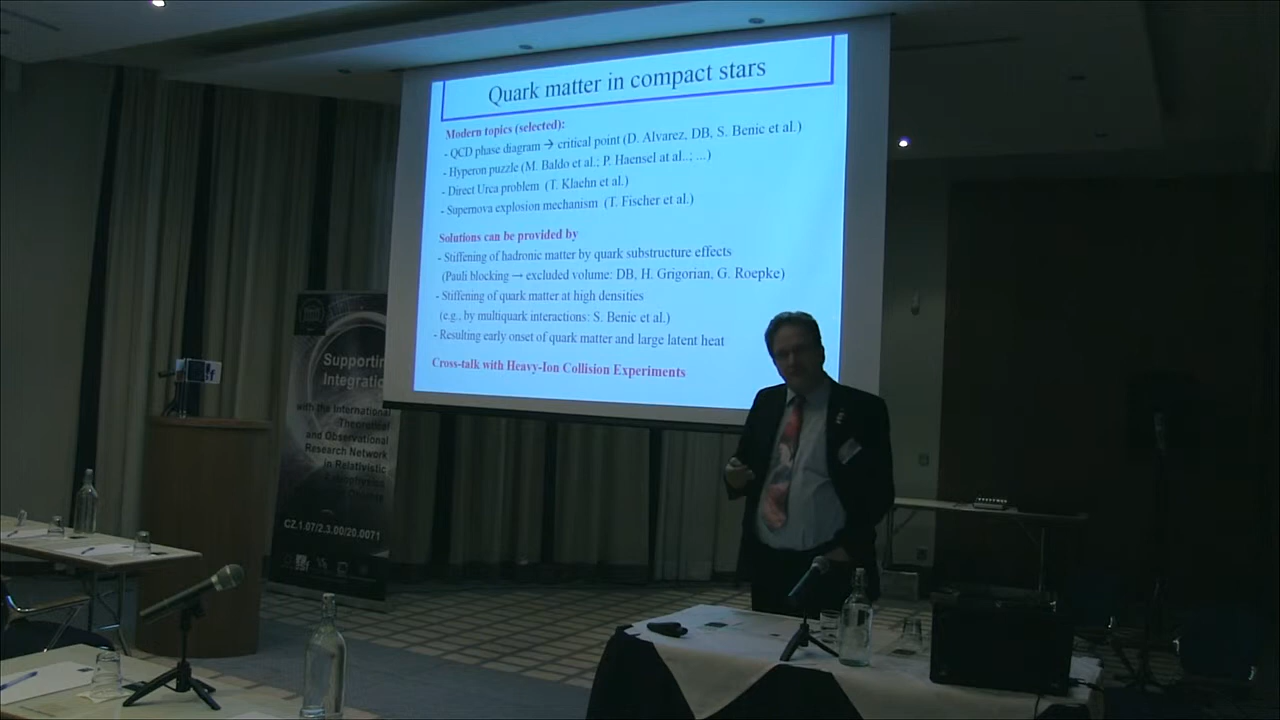 Quark matter in compact stars
Modern topics (selected):
- QCD phase diagram → critical point (D. Alvarez, DB, S. Benic et al.)
- Hyperon puzzle (M. Baldo et al.; P. Haensel at al..; ...)
- Direct Urca problem (T. Klaehn et al.)
- Supernova explosion mechanism (T. Fischer et al.)
Solutions can be provided by
- Stiffening of hadronic matter by quark substructure effects
(Pauli blocking → excluded volume: DB, H. Grigorian, G. Roepke)
- Stiffening of quark matter at high densities
(e.g., by multiquark interactions: S. Benic et al.)
- Resulting early onset of quark matter and large latent heat
Cross-talk with Heavy-Ion Collision Experiments
Supportin
Integratio
with the International
Theoretical
and Observational
Research Network
in Relativistic
Astrophysics
CZ.1.07/2.3.00/20.0071